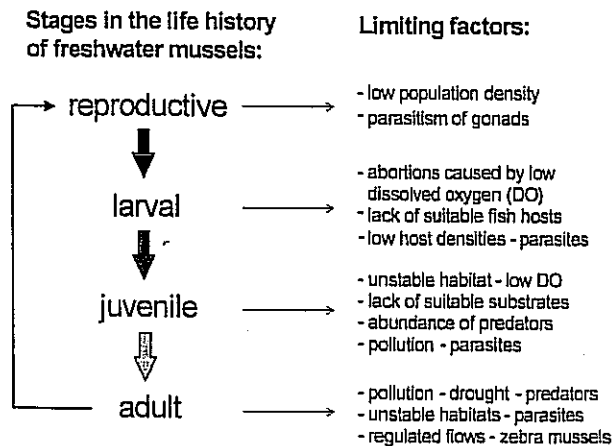 Stages in the life history
of freshwater mussels:
Limiting factors:
reproductive
- low population density
- parasitism of gonads
larval
- abortions caused by low
dissolved oxygen (DO)
- lack of suitable fish hosts
- low host densities - parasites
juvenile
- unstable habitat - low DO
- lack of suitable substrates
- abundance of predators
- pollution - parasites
adult
- pollution - drought - predators
- unstable habitats - parasites
- regulated flows - zebra mussels